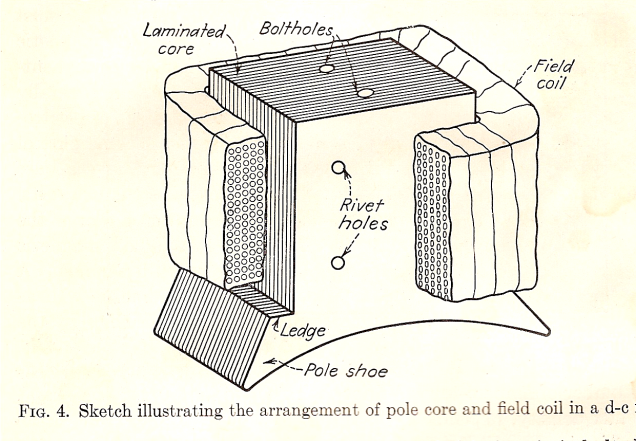 Laminated
core
Boltholes
Field
coil
Rivet
holes
Ledge
Pole shoe
FIG. 4. Sketch illustrating the arrangement of pole core and field coil in a d-c